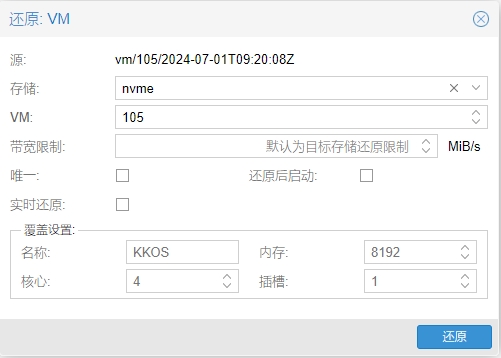 还原: VM
源: vm/105/2024-07-01T09:20:08Z
存储: nvme
VM: 105
带宽限制: 默认为目标存储还原限制 MiB/s
唯一: 还原后启动:
实时还原:
覆盖设置:
名称: KKOS 内存: 8192
核心: 4 插槽: 1
还原